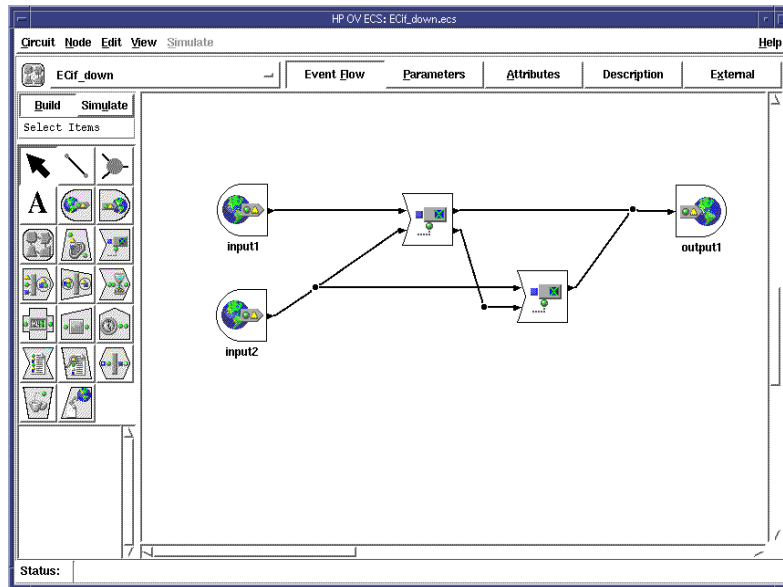 HP OV ECS: ECif_down.ecs
Circuit Node Edit View Simulate Help
ECif_down Event Flow Parameters Attributes Description External
Build Simulate
Select Items
A
input1
output1
input2
Status: